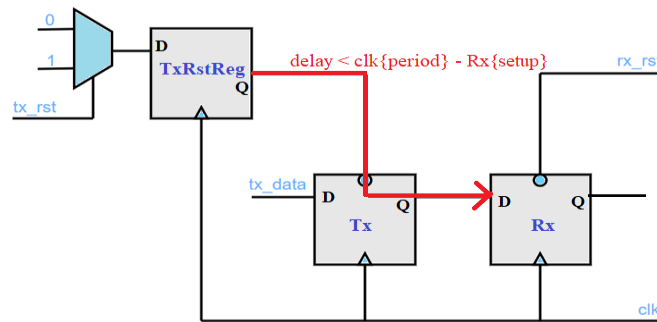 0
1
tx_rst
D
TxRstReg
Q
delay < clk{period} - Rx{setup}
rx_rs
tx_data
D
Q
Tx
D
Q
Rx
clk